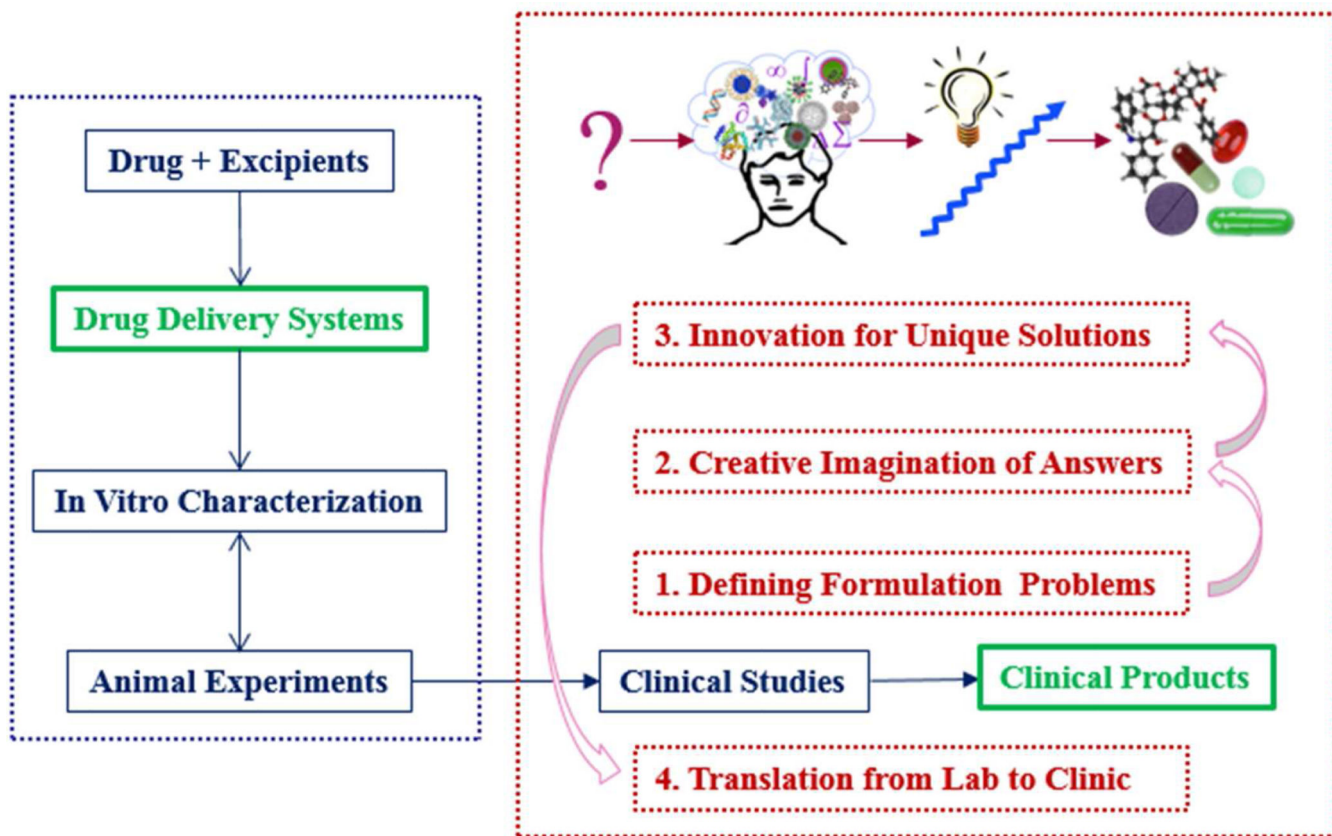 Drug + Excipients
Drug Delivery Systems
In Vitro Characterization
Animal Experiments
?
∞ ∫
∂
Λ Σ
3. Innovation for Unique Solutions
2. Creative Imagination of Answers
1. Defining Formulation Problems
Clinical Studies
Clinical Products
4. Translation from Lab to Clinic